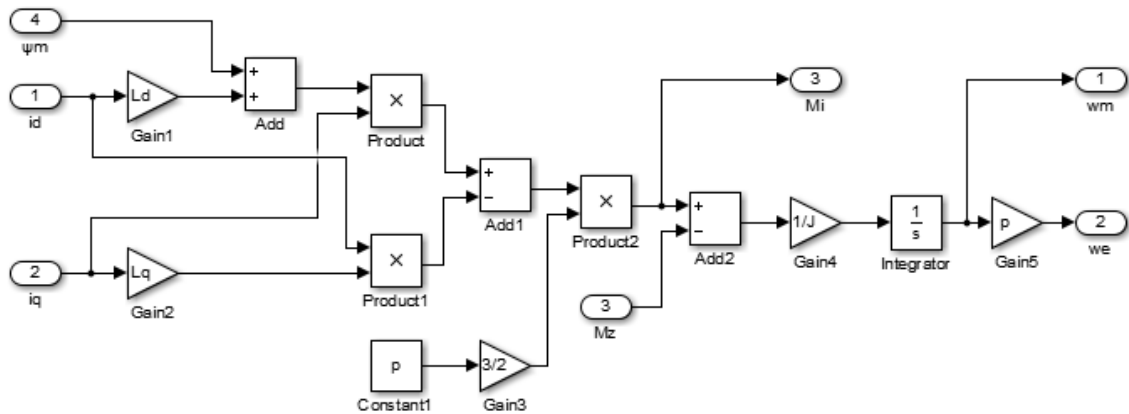 4
ψm
1
id
Ld
Gain1
+
+
Add
×
Product
2
iq
Lq
Gain2
×
Product1
+
−
Add1
p
Constant1
3/2
Gain3
×
Product2
3
Mi
3
Mz
+
−
Add2
1/J
Gain4
1
s
Integrator
1
wm
p
Gain5
2
we